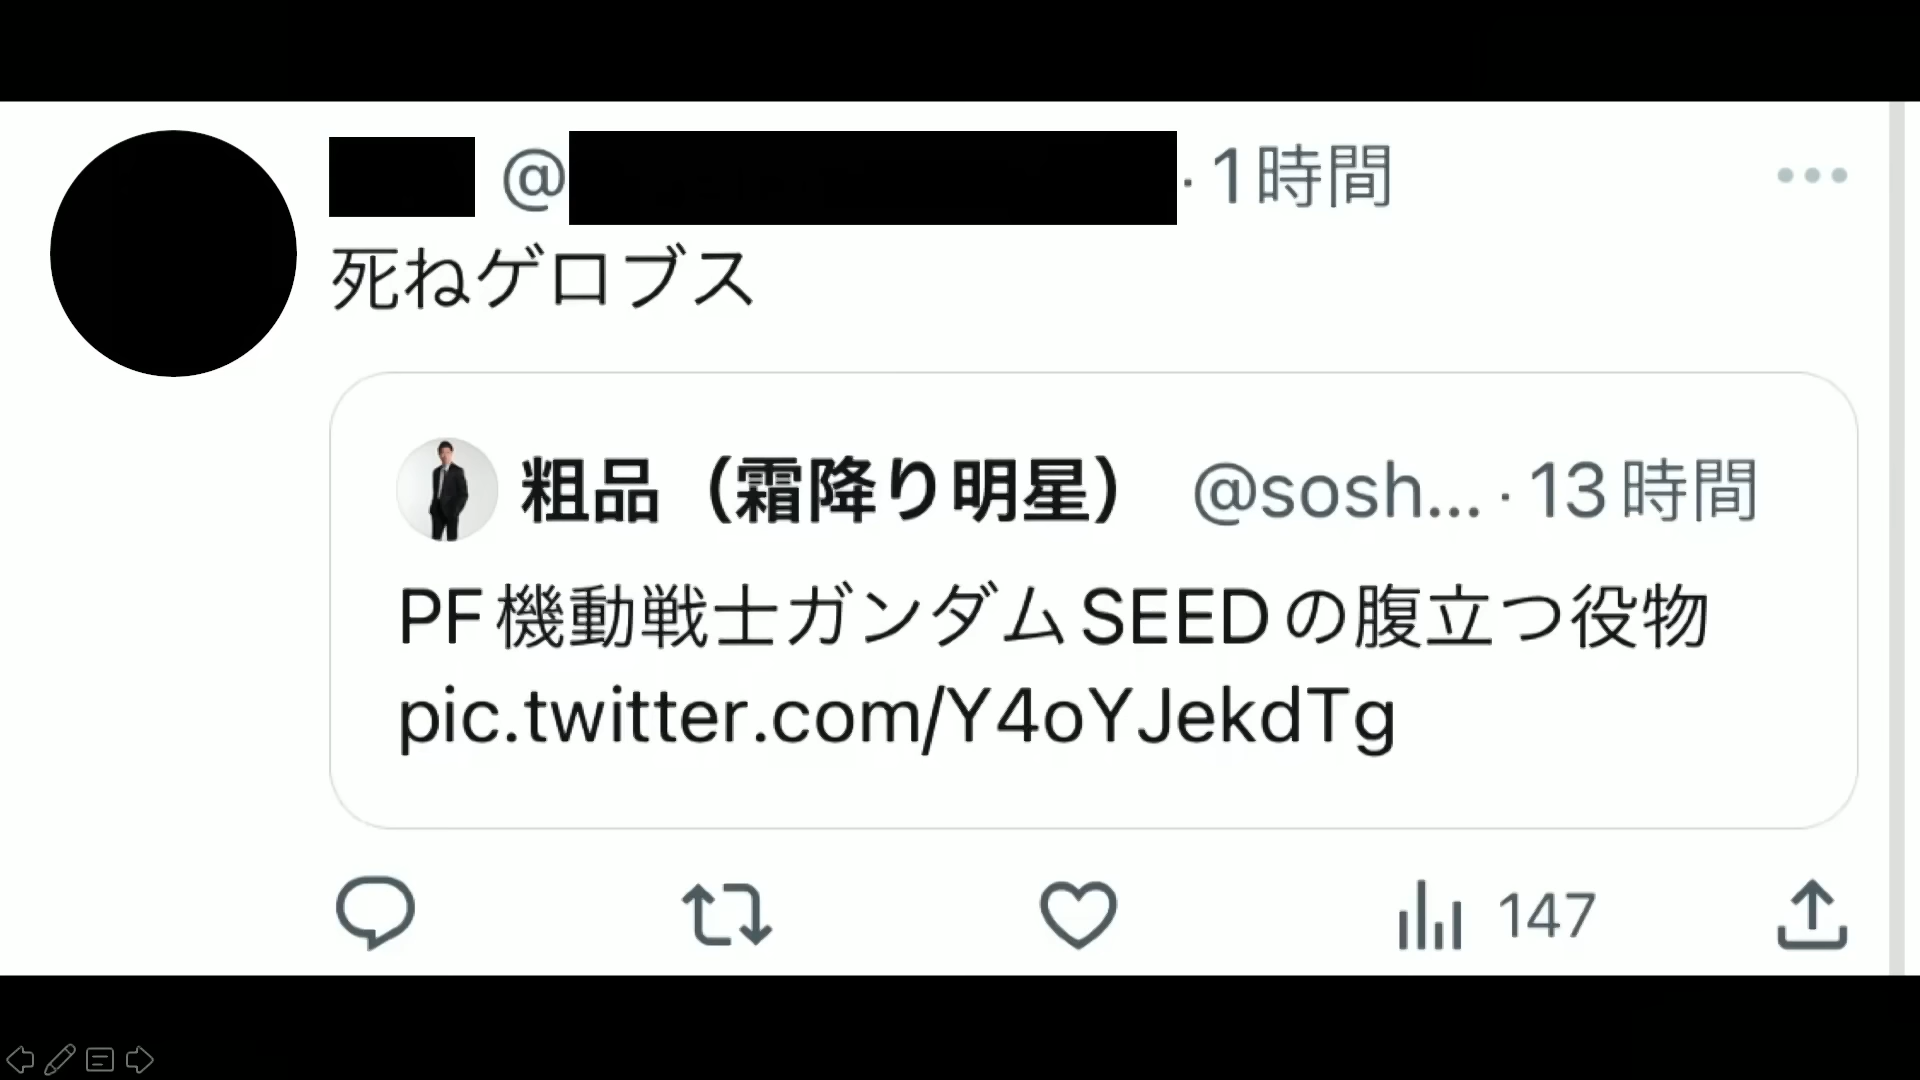 @ · 1時間
死ねゲロブス
粗品（霜降り明星） @sosh... · 13時間
PF機動戦士ガンダムSEEDの腹立つ役物
pic.twitter.com/Y4oYJekdTg
147